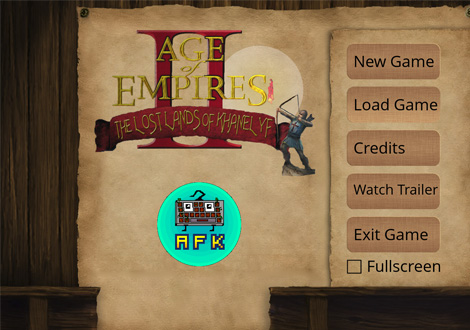 AGE
of
EMPIRES
II
THE LOST LANDS OF KHANELYF
AFK
New Game
Load Game
Credits
Watch Trailer
Exit Game
Fullscreen